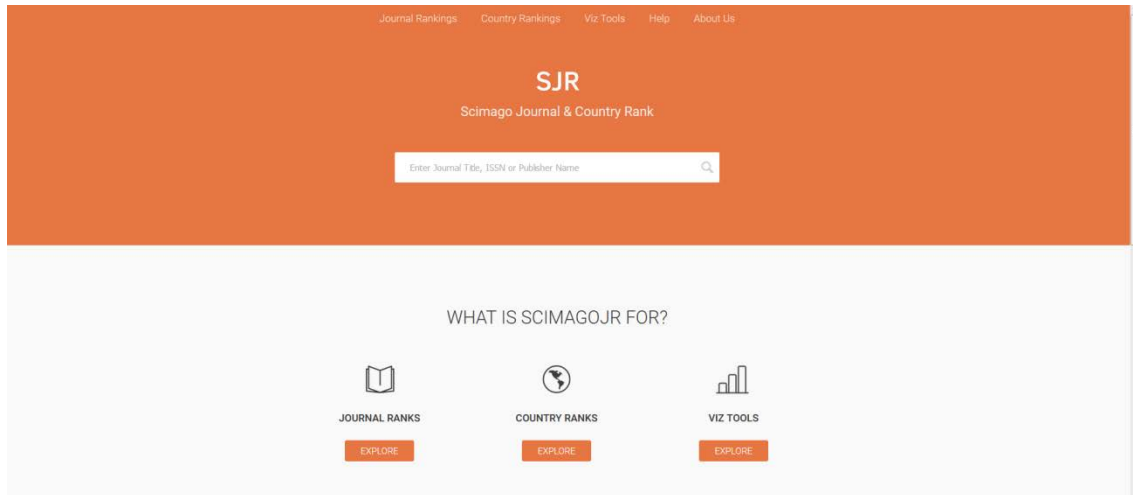 Journal Rankings Country Rankings Viz Tools Help About Us
SJR
Scimago Journal & Country Rank
Enter Journal Title, ISSN or Publisher Name
WHAT IS SCIMAGOJR FOR?
JOURNAL RANKS COUNTRY RANKS VIZ TOOLS
EXPLORE EXPLORE EXPLORE